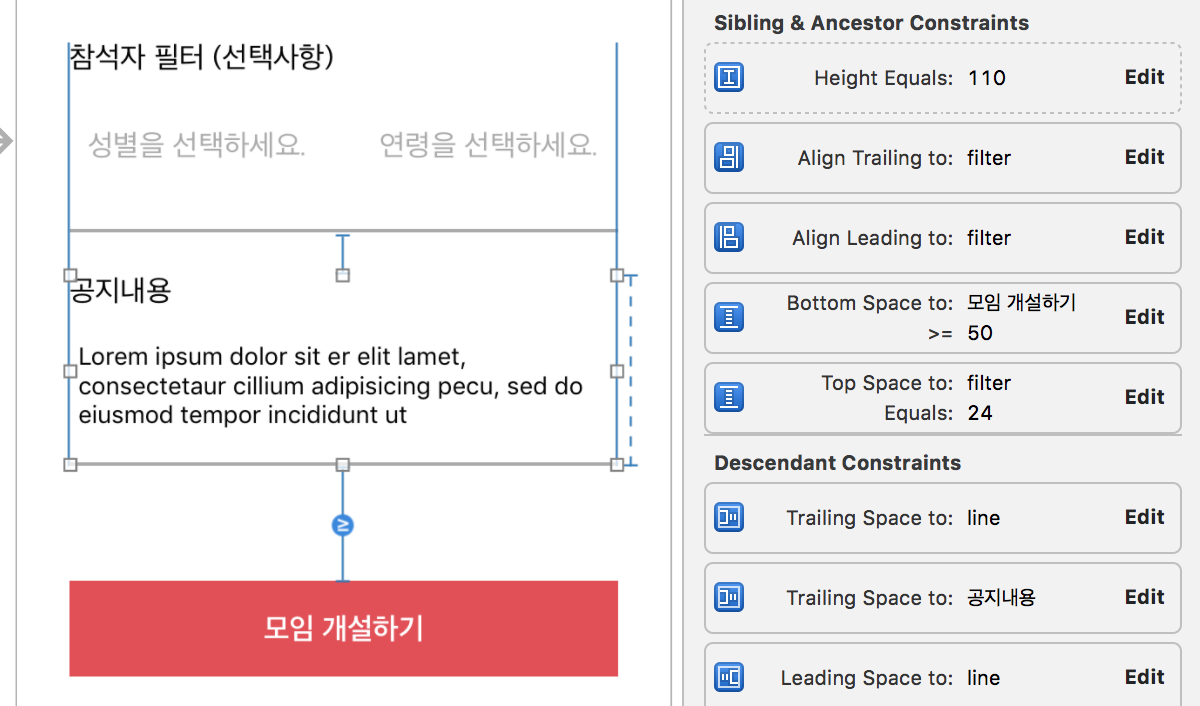 참석자 필터 (선택사항)
성별을 선택하세요. 연령을 선택하세요.
공지내용
Lorem ipsum dolor sit er elit lamet,
consectetaur cillium adipisicing pecu, sed do
eiusmod tempor incididunt ut
≥
모임 개설하기
Sibling & Ancestor Constraints
Height Equals: 110 Edit
Align Trailing to: filter Edit
Align Leading to: filter Edit
Bottom Space to: 모임 개설하기 Edit
>= 50
Top Space to: filter Edit
Equals: 24
Descendant Constraints
Trailing Space to: line Edit
Trailing Space to: 공지내용 Edit
Leading Space to: line Edit